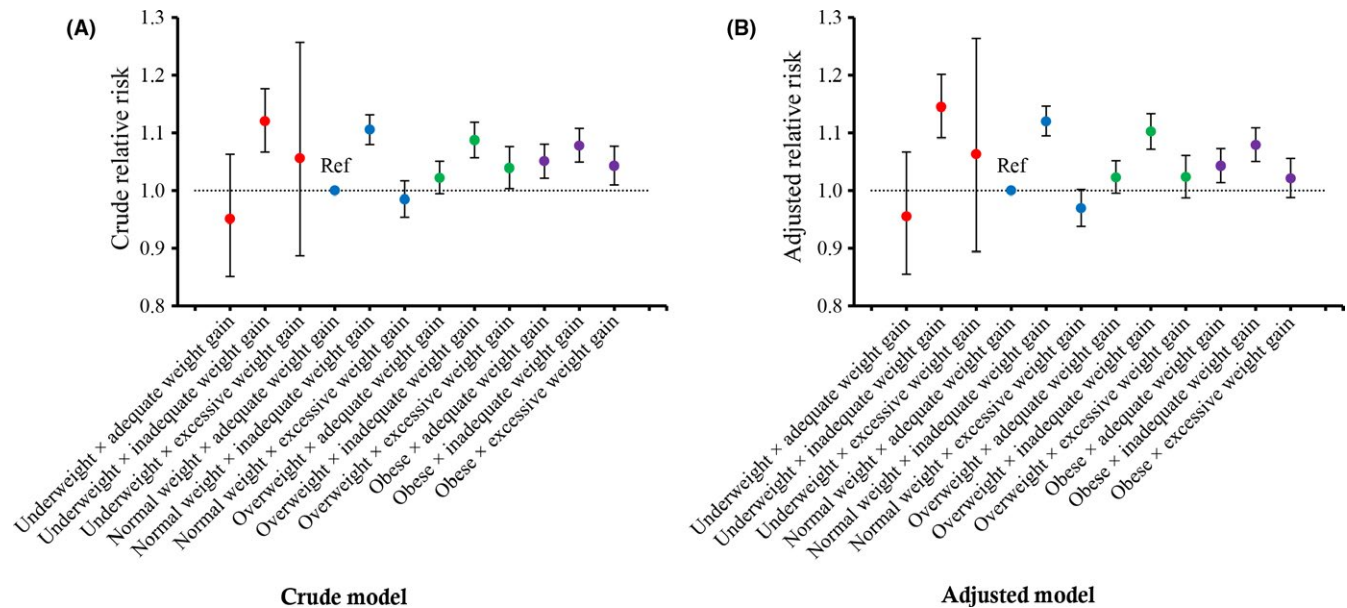 (A)
Crude relative risk
1.3
1.2
1.1
1.0
0.9
0.8
Ref
Underweight × adequate weight gain
Underweight × inadequate weight gain
Underweight × excessive weight gain
Normal weight × adequate weight gain
Normal weight × inadequate weight gain
Normal weight × excessive weight gain
Overweight × adequate weight gain
Overweight × inadequate weight gain
Overweight × excessive weight gain
Obese × adequate weight gain
Obese × inadequate weight gain
Obese × excessive weight gain
Crude model
(B)
Adjusted relative risk
1.3
1.2
1.1
1.0
0.9
0.8
Ref
Underweight × adequate weight gain
Underweight × inadequate weight gain
Underweight × excessive weight gain
Normal weight × adequate weight gain
Normal weight × inadequate weight gain
Normal weight × excessive weight gain
Overweight × adequate weight gain
Overweight × inadequate weight gain
Overweight × excessive weight gain
Obese × adequate weight gain
Obese × inadequate weight gain
Obese × excessive weight gain
Adjusted model